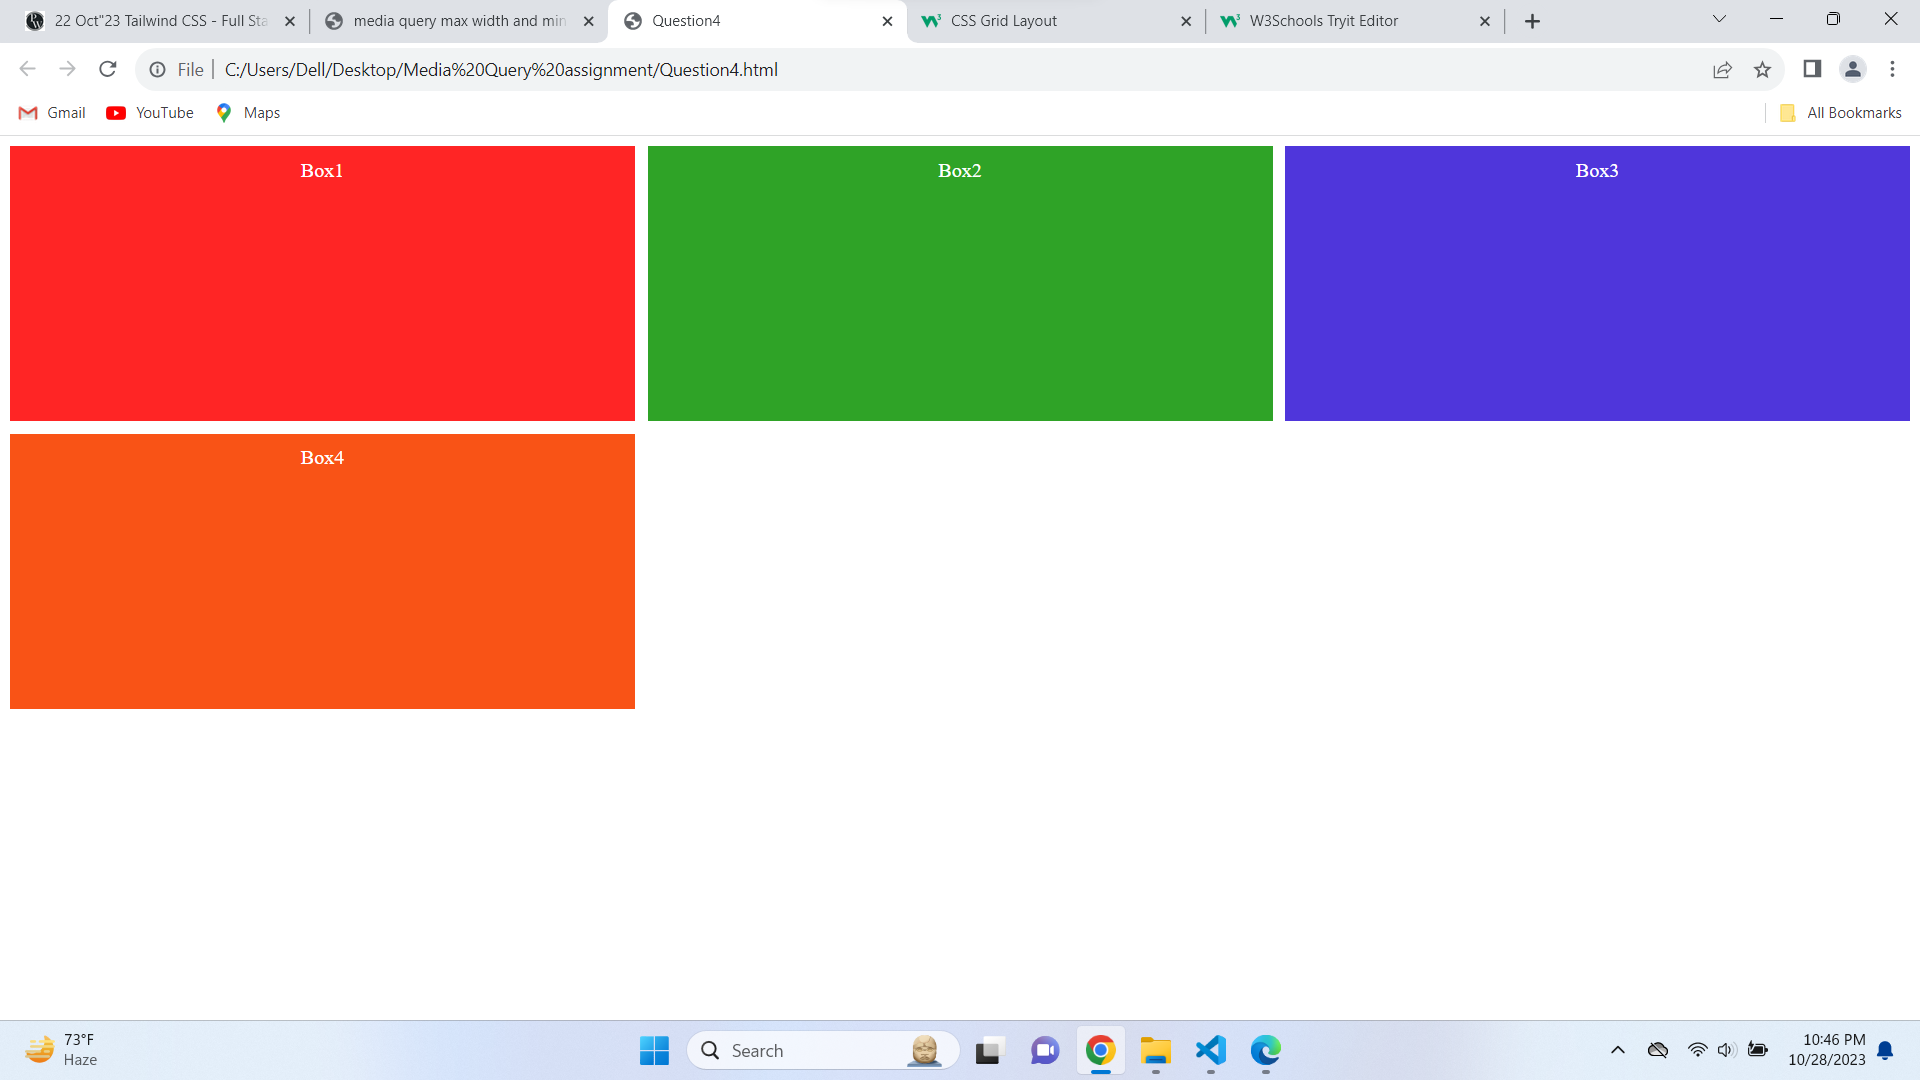 22 Oct"23 Tailwind CSS - Full Sta
media query max width and min
Question4
CSS Grid Layout
W3Schools Tryit Editor
File
C:/Users/Dell/Desktop/Media%20Query%20assignment/Question4.html
Gmail
YouTube
Maps
All Bookmarks
Box1
Box2
Box3
Box4
73°F
Haze
Search
10:46 PM
10/28/2023